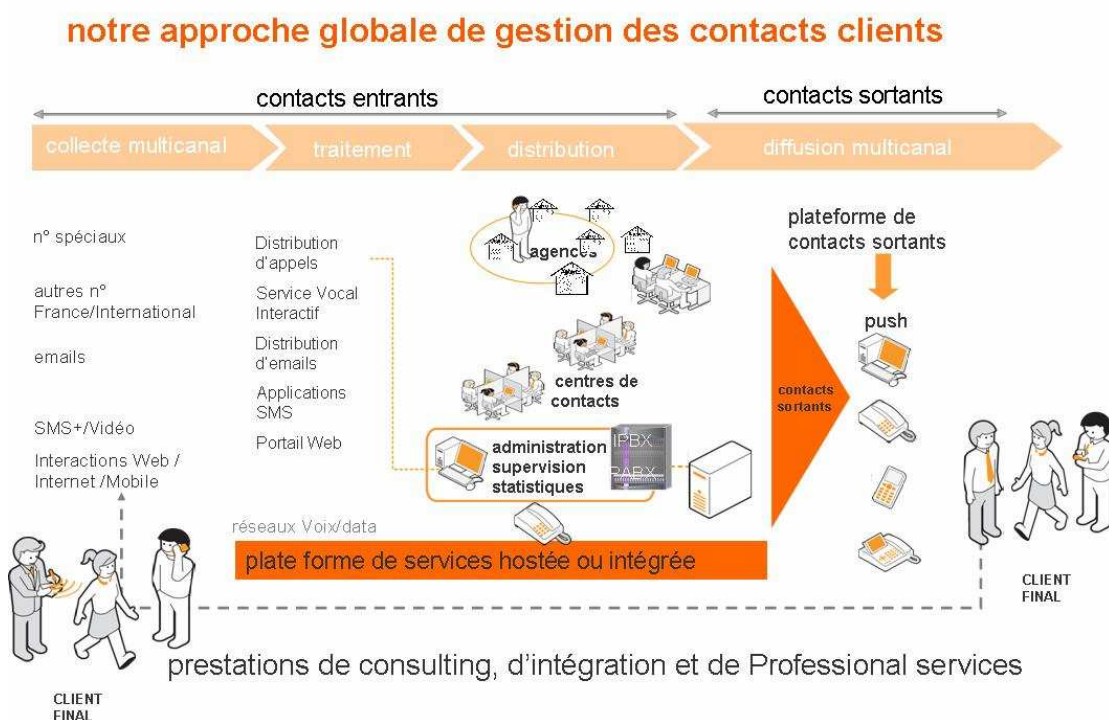 notre approche globale de gestion des contacts clients
contacts entrants
contacts sortants
collecte multicanal
traitement
distribution
diffusion multicanal
n° spéciaux
autres n°
France/International
emails
SMS+/Vidéo
Interactions Web /
Internet /Mobile
Distribution
d'appels
Service Vocal
Interactif
Distribution
d'emails
Applications
SMS
Portail Web
agences
centres de
contacts
administration
supervision
statistiques
IPBX
PABX
plateforme de
contacts sortants
push
contacts
sortants
réseaux Voix/data
plate forme de services hostée ou intégrée
CLIENT
FINAL
prestations de consulting, d'intégration et de Professional services
CLIENT
FINAL